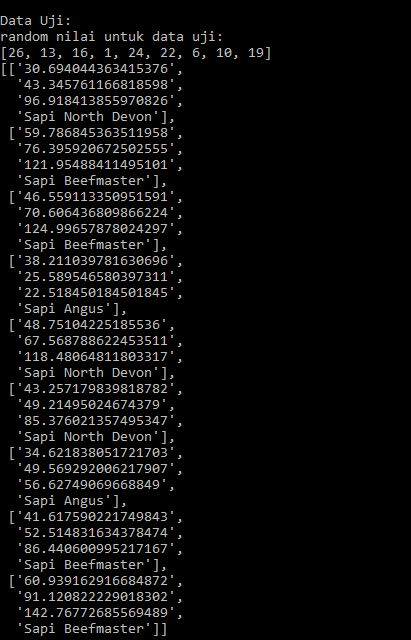 Data Uji:
random nilai untuk data uji:
[26, 13, 16, 1, 24, 22, 6, 10, 19]
[['30.694044363415376',
'43.345761166818598',
'96.918413855970826',
'Sapi North Devon'],
['59.786845363511958',
'76.395920672502555',
'121.95488411495101',
'Sapi Beefmaster'],
['46.559113350951591',
'70.606436809866224',
'124.99657878024297',
'Sapi Beefmaster'],
['38.211039781630696',
'25.589546580397311',
'22.518450184501845',
'Sapi Angus'],
['48.75104225185536',
'67.568788622453511',
'118.48064811803317',
'Sapi North Devon'],
['43.257179839818782',
'49.21495024674379',
'85.376021357495347',
'Sapi North Devon'],
['34.621838051721703',
'49.569292006217907',
'56.62749069668849',
'Sapi Angus'],
['41.617590221749843',
'52.514831634378474',
'86.440600995217167',
'Sapi Beefmaster'],
['60.939162916684872',
'91.120822229018302',
'142.76772685569489',
'Sapi Beefmaster']]